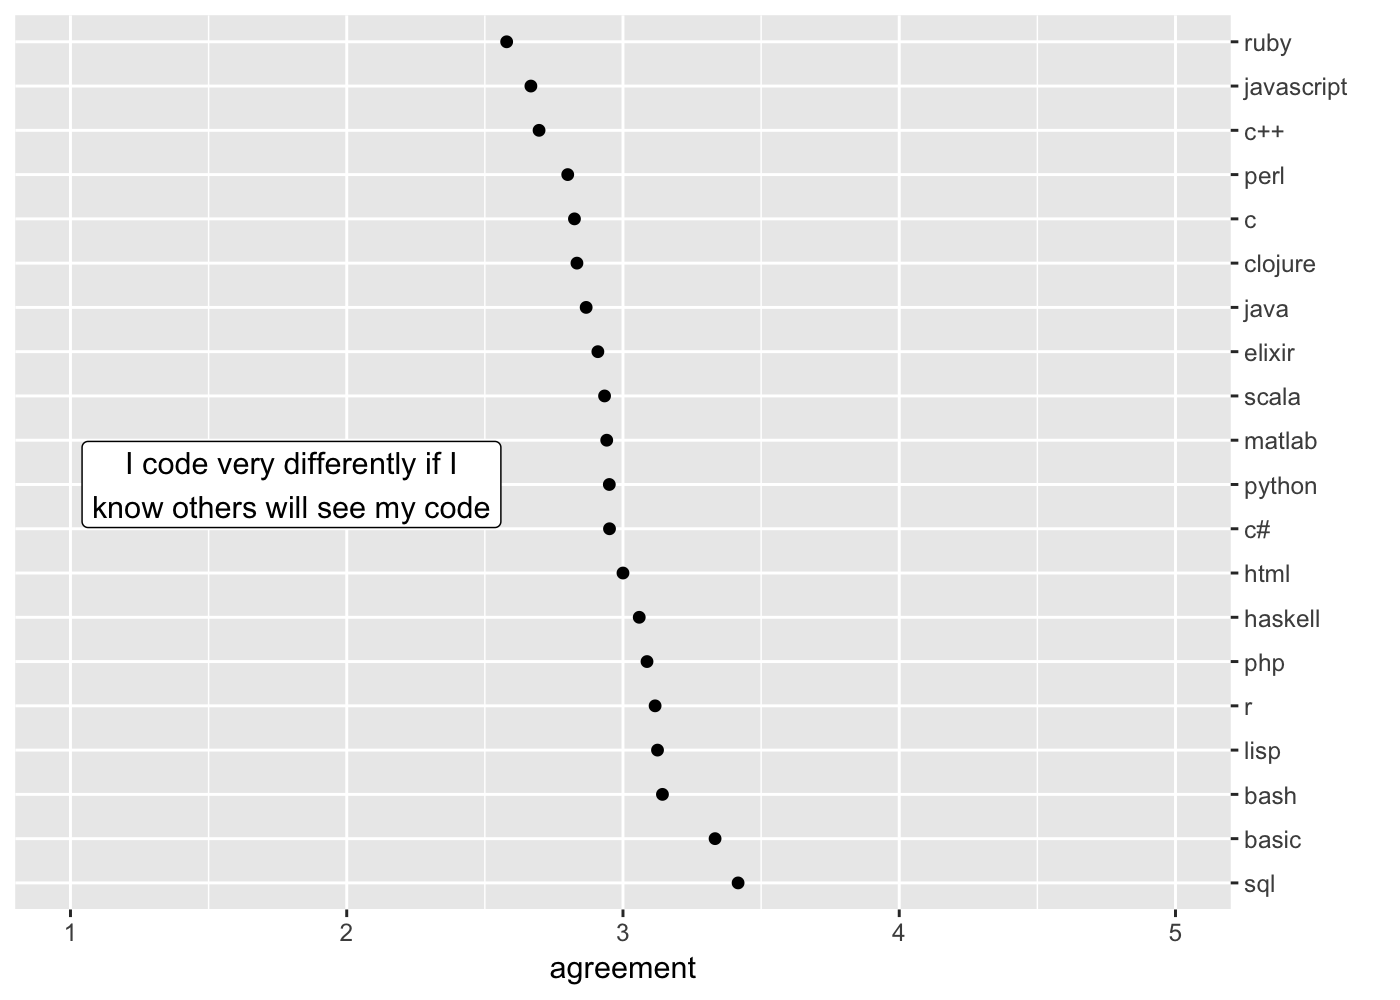 ruby
javascript
c++
perl
c
clojure
java
elixir
scala
matlab
I code very differently if I
know others will see my code
python
c#
html
haskell
php
r
lisp
bash
basic
sql
1 2 3 4 5
agreement